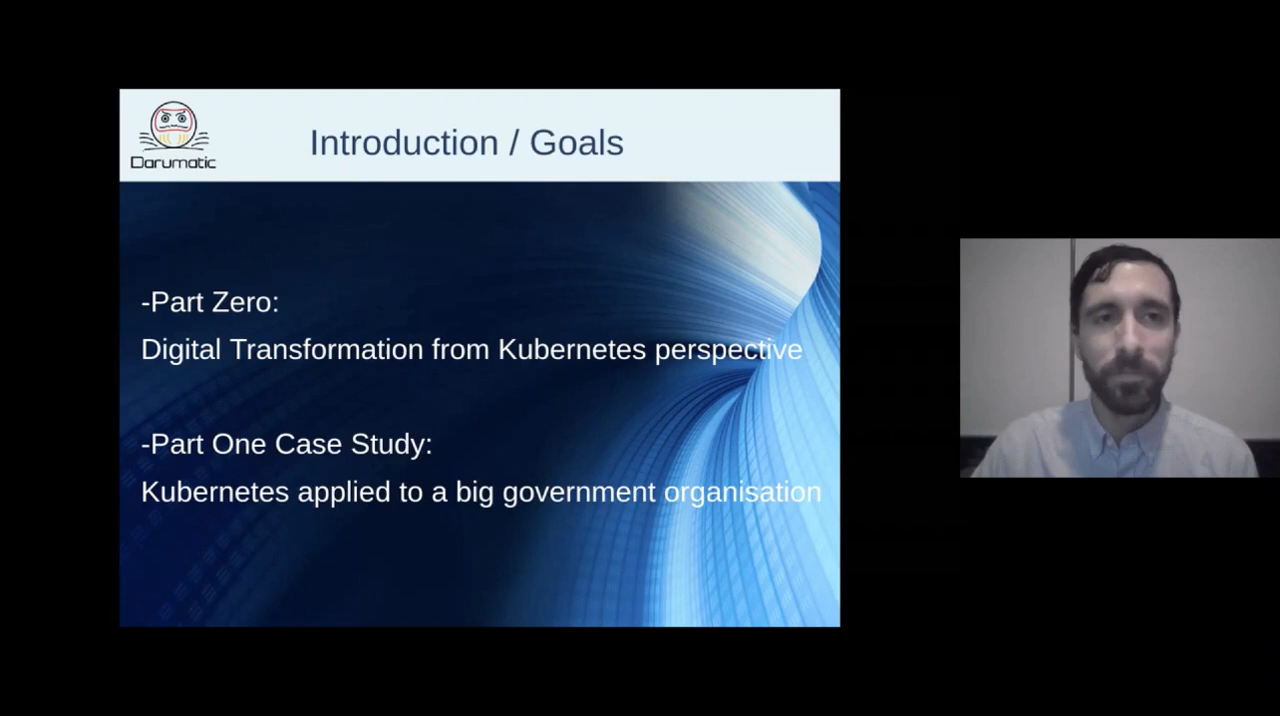 Darumatic
Introduction / Goals
-Part Zero:
Digital Transformation from Kubernetes perspective
-Part One Case Study:
Kubernetes applied to a big government organisation